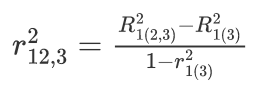 r²₁₂,₃ = (R²₁₍₂,₃₎ − R²₁₍₃₎) / (1 − r²₁₍₃₎)